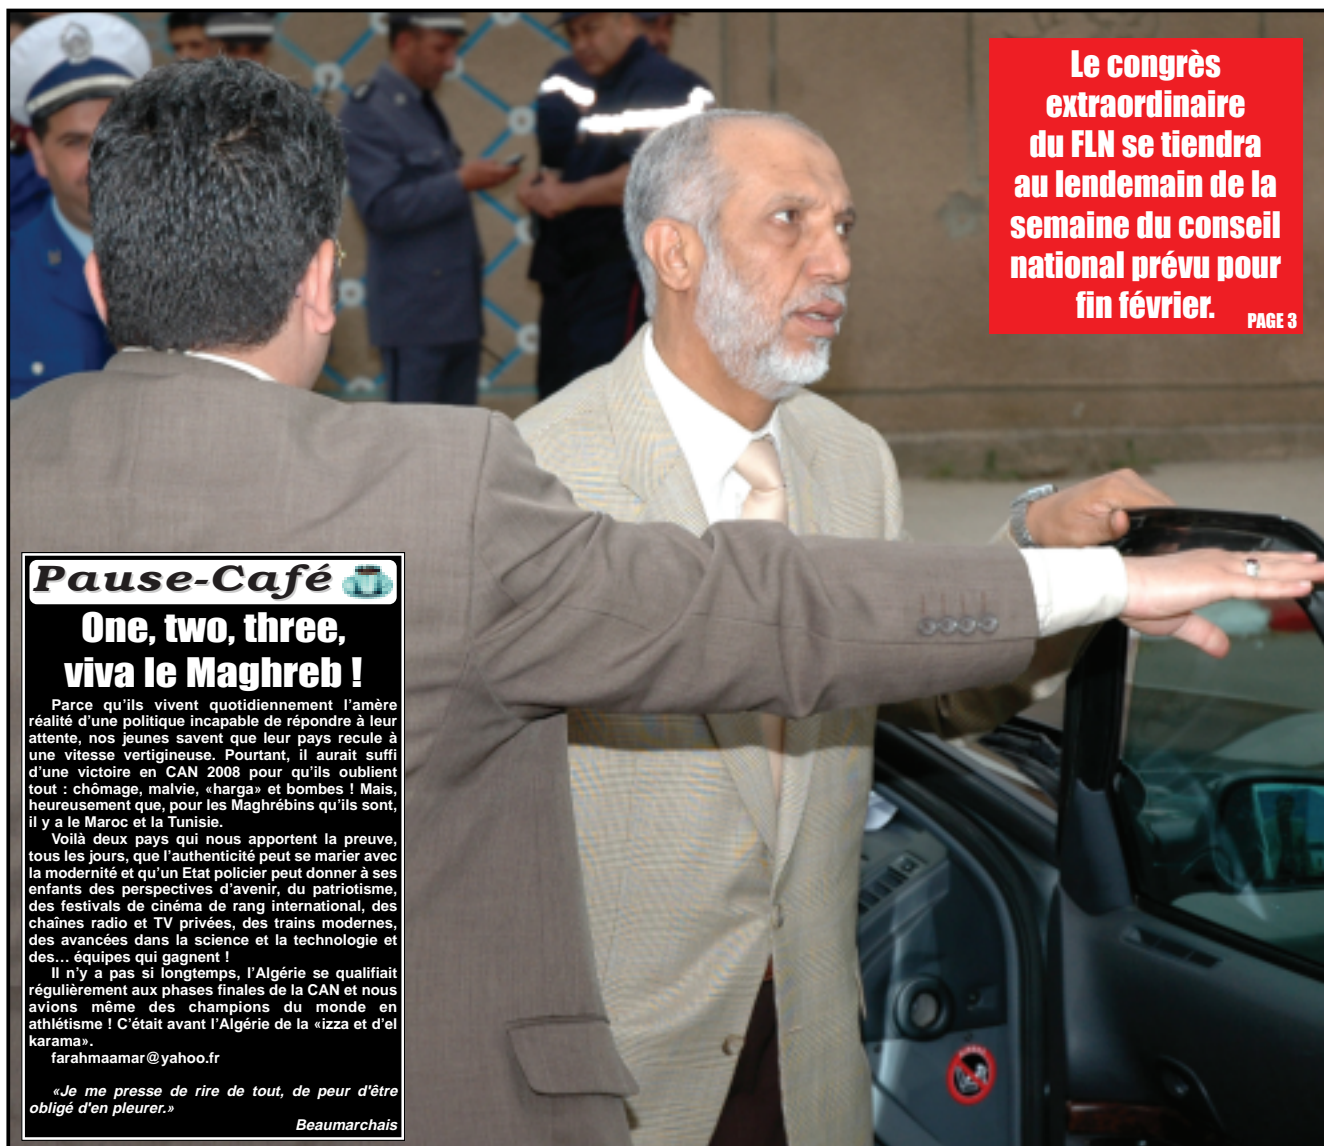 Le congrès
extraordinaire
du FLN se tiendra
au lendemain de la
semaine du conseil
national prévu pour
fin février.
PAGE 3
Pause-Café
One, two, three,
viva le Maghreb !
Parce qu'ils vivent quotidiennement l'amère
réalité d'une politique incapable de répondre à leur
attente, nos jeunes savent que leur pays recule à
une vitesse vertigineuse. Pourtant, il aurait suffi
d'une victoire en CAN 2008 pour qu'ils oublient
tout : chômage, malvie, «harga» et bombes ! Mais,
heureusement que, pour les Maghrébins qu'ils sont,
il y a le Maroc et la Tunisie.
Voilà deux pays qui nous apportent la preuve,
tous les jours, que l'authenticité peut se marier avec
la modernité et qu'un Etat policier peut donner à ses
enfants des perspectives d'avenir, du patriotisme,
des festivals de cinéma de rang international, des
chaînes radio et TV privées, des trains modernes,
des avancées dans la science et la technologie et
des… équipes qui gagnent !
Il n'y a pas si longtemps, l'Algérie se qualifiait
régulièrement aux phases finales de la CAN et nous
avions même des champions du monde en
athlétisme ! C'était avant l'Algérie de la «izza et d'el
karama».
farahmaamar@yahoo.fr
«Je me presse de rire de tout, de peur d'être
obligé d'en pleurer.»
Beaumarchais